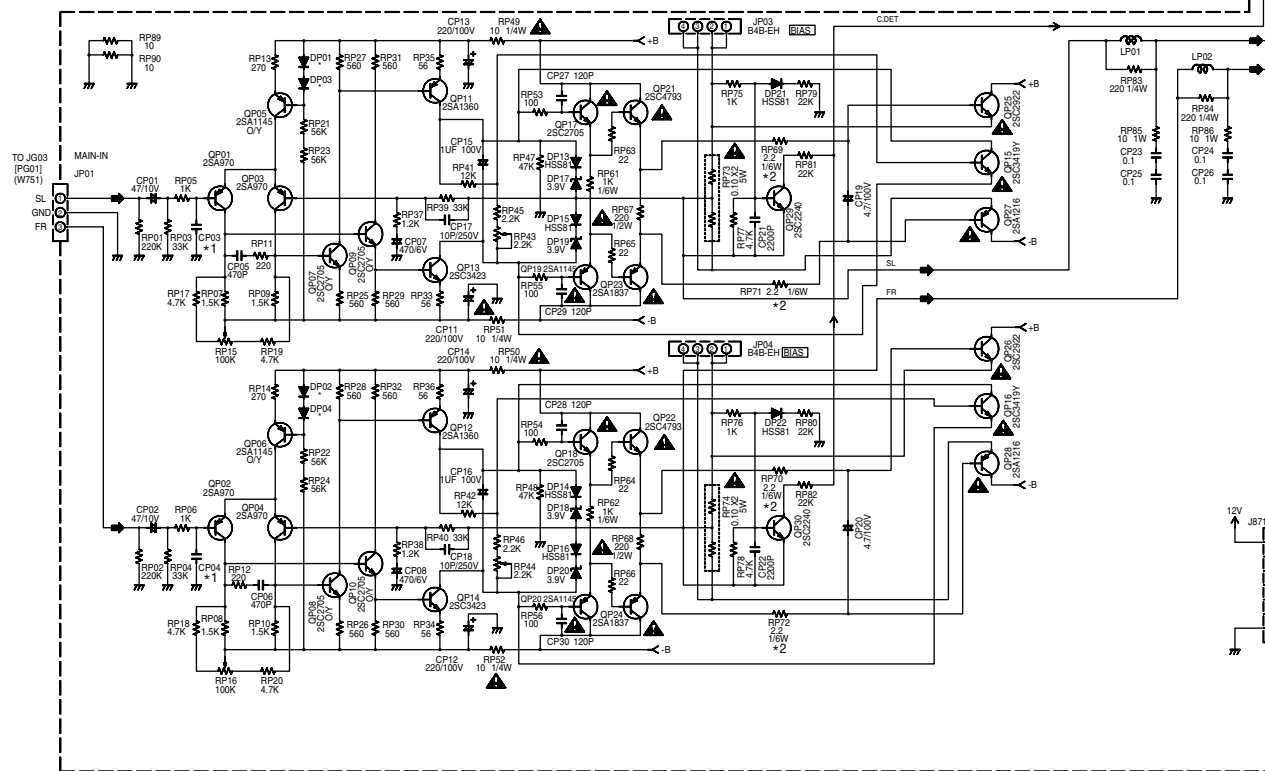 CP13
220/100V
RP49
10 1/4W
+B
JP03
B4B-EH BIAS
4 3 2 1
C.DET
RP89
10
RP90
10
RP13
270
DP01
*
DP03
*
RP27
560
RP31
560
RP35
56
QP11
2SA1360
QP05
2SA1145
O/Y
RP21
56K
RP23
56K
CP27 120P
RP53
100
QP17
2SC2705
QP21
2SC4793
RP63
22
RP75
1K
DP21
HSS81
RP79
22K
QP25
2SC2922
+B
LP01
LP02
RP83
220 1/4W
RP84
220 1/4W
RP85
10 1W
RP86
10 1W
CP23
0.1
CP24
0.1
CP25
0.1
CP26
0.1
TO JG03
[PG01]
(W751)
MAIN-IN
JP01
SL 1
GND 2
FR 3
CP01
47/10V
RP05
1K
QP01
2SA970
QP03
2SA970
CP15
1UF 100V
RP41
12K
RP47
47K
DP13
HSS81
DP17
3.9V
RP61
1K
1/6W
RP73
0.10 X2
5W
RP69
2.2
1/6W
*2
RP81
22K
QP15
2SC3419Y
CP19
4.7/100V
QP27
2SA1216
-B
RP01
220K
RP03
33K
CP03
*1
RP11
220
CP05
470P
QP07
2SC2705
O/Y
QP09
2SC2705
O/Y
RP37
1.2K
CP07
470/6V
RP39 33K
CP17
10P/250V
RP45
2.2K
RP43
2.2K
DP15
HSS81
DP19
3.9V
RP67
220
1/2W
RP65
22
RP77
4.7K
CP21
2200P
QP29
2SC2240
SL
FR
RP17
4.7K
RP07
1.5K
RP09
1.5K
RP25
560
RP29
560
RP33
56
QP13
2SC3423
QP19 2SA1145
RP55
100
CP29 120P
QP23
2SA1837
RP71 2.2 1/6W
*2
RP15
100K
RP19
4.7K
CP11
220/100V
RP51
10 1/4W
-B
CP14
220/100V
RP50
10 1/4W
+B
JP04
B4B-EH BIAS
4 3 2 1
RP14
270
DP02
*
DP04
*
RP28
560
RP32
560
RP36
56
QP12
2SA1360
QP06
2SA1145
O/Y
RP22
56K
RP24
56K
CP28 120P
RP54
100
QP18
2SC2705
QP22
2SC4793
RP64
22
RP76
1K
DP22
HSS81
RP80
22K
QP26
2SC2922
+B
QP16
2SC3419Y
QP28
2SA1216
-B
CP02
47/10V
RP06
1K
QP02
2SA970
QP04
2SA970
CP16
1UF 100V
RP42
12K
RP48
47K
DP14
HSS81
DP18
3.9V
RP62
1K
1/6W
RP74
0.10 X2
5W
RP70
2.2
1/6W
*2
RP82
22K
CP20
4.7/100V
12V
J871
RP02
220K
RP04
33K
CP04
*1
RP12
220
CP06
470P
QP08
2SC2705
O/Y
QP10
2SC2705
O/Y
RP38
1.2K
CP08
470/6V
RP40 33K
CP18
10P/250V
RP46
2.2K
RP44
2.2K
DP16
HSS81
DP20
3.9V
RP68
220
1/2W
RP66
22
RP78
4.7K
CP22
2200P
QP30
2SC2240
RP18
4.7K
RP08
1.5K
RP10
1.5K
RP26
560
RP30
560
RP34
56
QP14
2SC3423
QP20 2SA1145
RP56
100
CP30 120P
QP24
2SA1837
RP72
2.2
1/6W
*2
RP16
100K
RP20
4.7K
CP12
220/100V
RP52
10 1/4W
-B